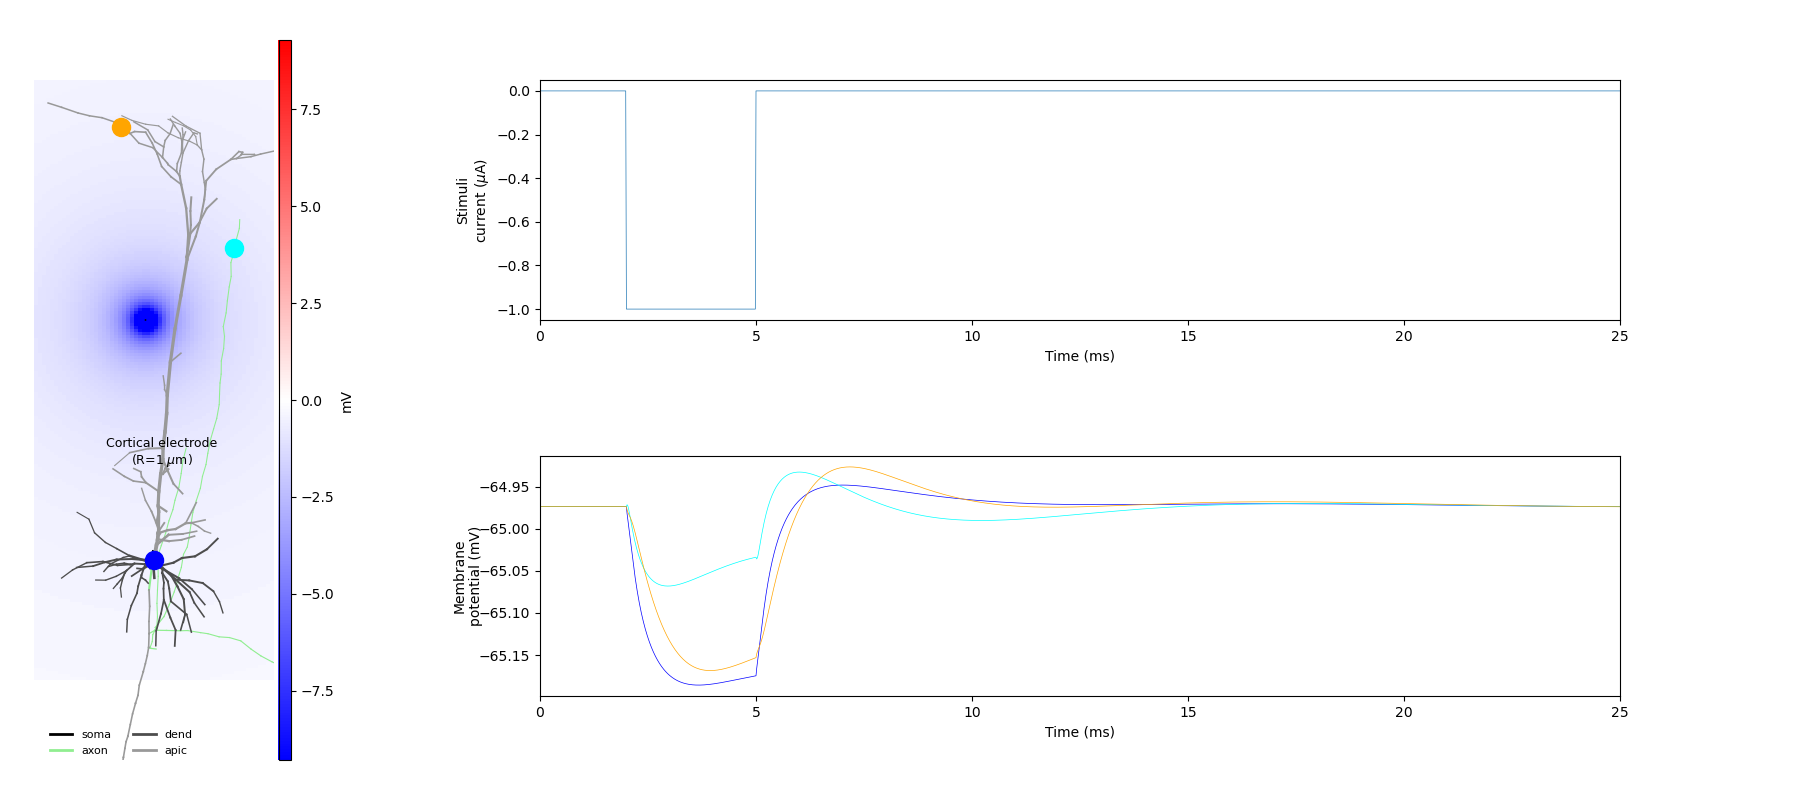 7.5
5.0
2.5
0.0
−2.5
−5.0
−7.5
mV
Cortical electrode
(R=1 μm)
soma
dend
axon
apic
0.0
−0.2
−0.4
−0.6
−0.8
−1.0
Stimuli
current (μA)
0
5
10
15
20
25
Time (ms)
−64.95
−65.00
−65.05
−65.10
−65.15
Membrane
potential (mV)
0
5
10
15
20
25
Time (ms)